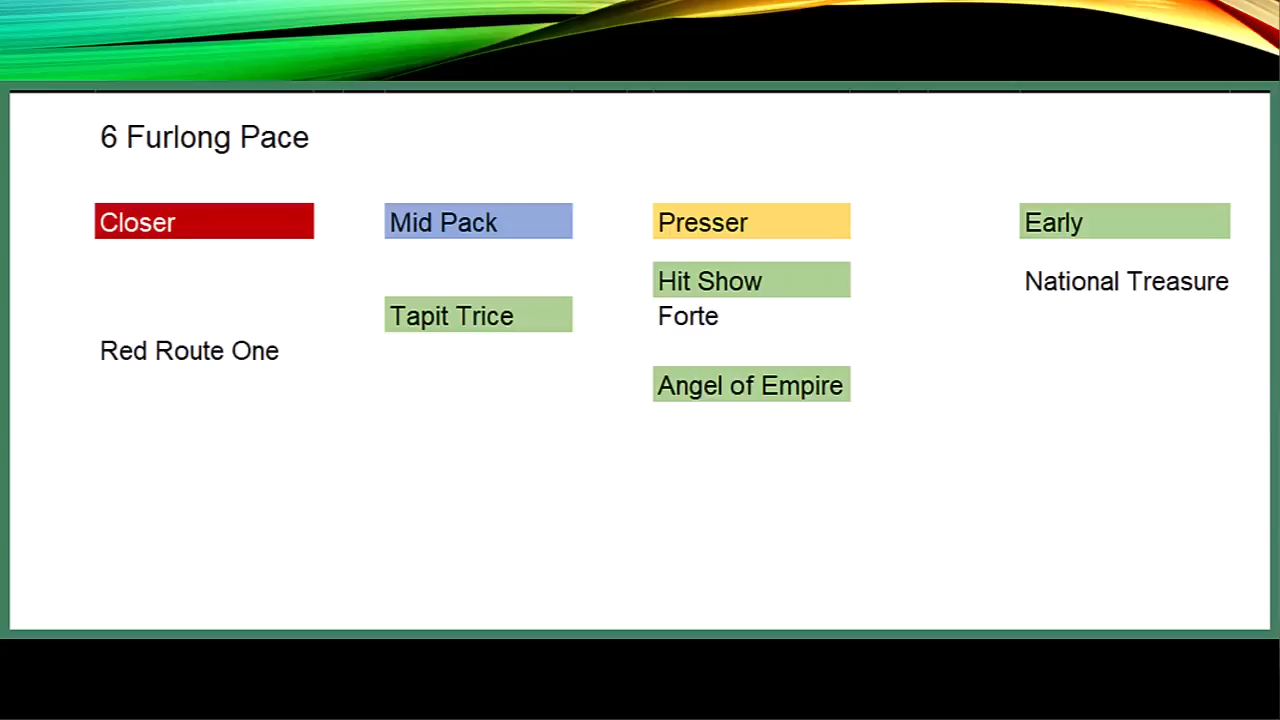 6 Furlong Pace
Closer Mid Pack Presser Early
Hit Show National Treasure
Tapit Trice Forte
Red Route One
Angel of Empire